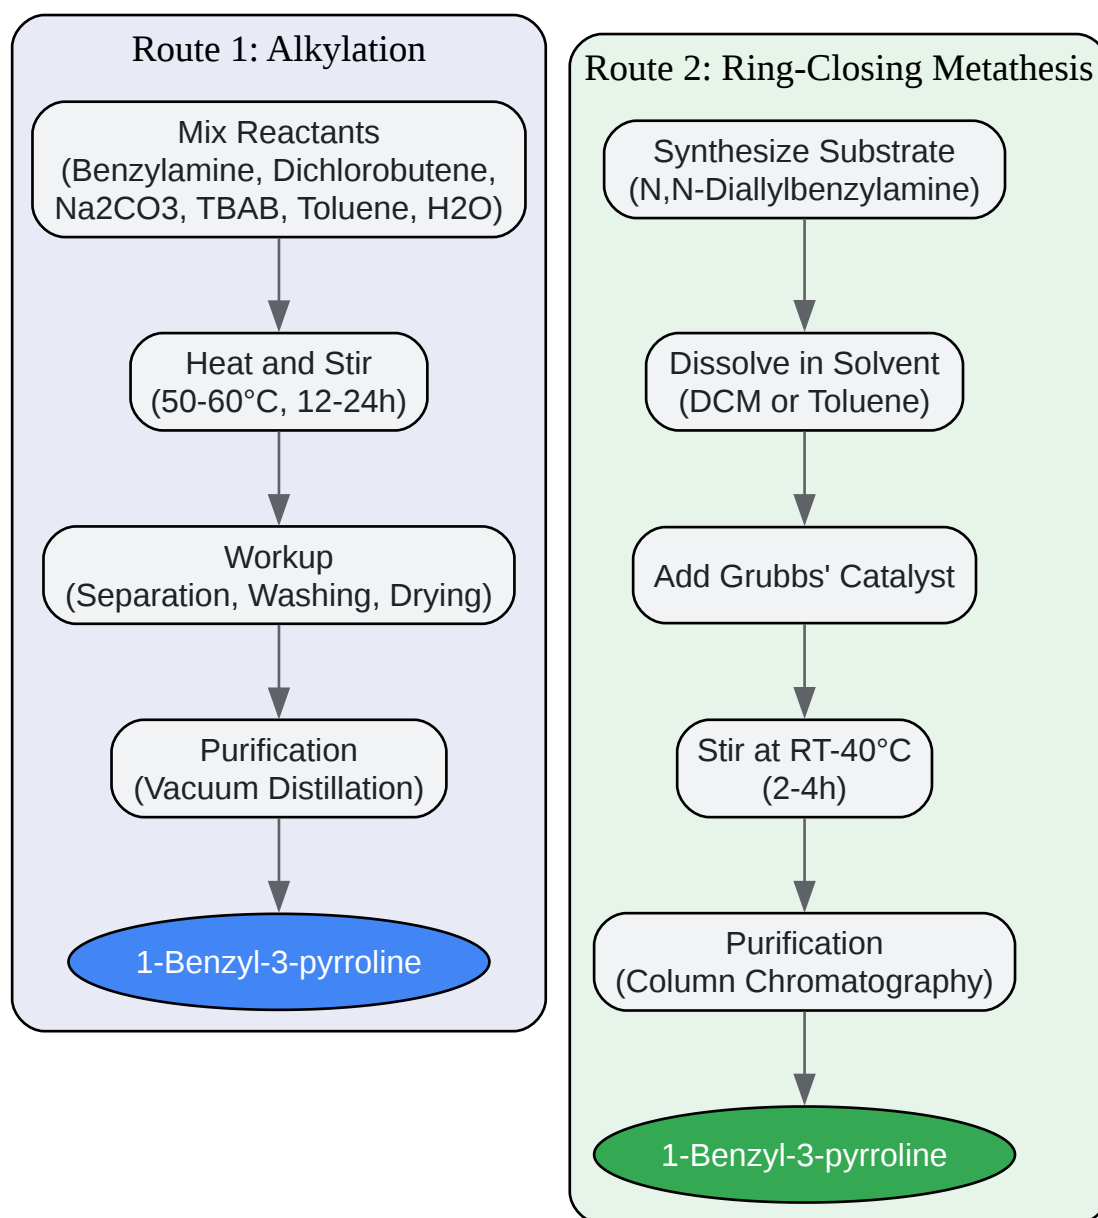 Route 1: Alkylation
Mix Reactants
(Benzylamine, Dichlorobutene,
Na2CO3, TBAB, Toluene, H2O)
Heat and Stir
(50-60°C, 12-24h)
Workup
(Separation, Washing, Drying)
Purification
(Vacuum Distillation)
1-Benzyl-3-pyrroline
Route 2: Ring-Closing Metathesis
Synthesize Substrate
(N,N-Diallylbenzylamine)
Dissolve in Solvent
(DCM or Toluene)
Add Grubbs' Catalyst
Stir at RT-40°C
(2-4h)
Purification
(Column Chromatography)
1-Benzyl-3-pyrroline